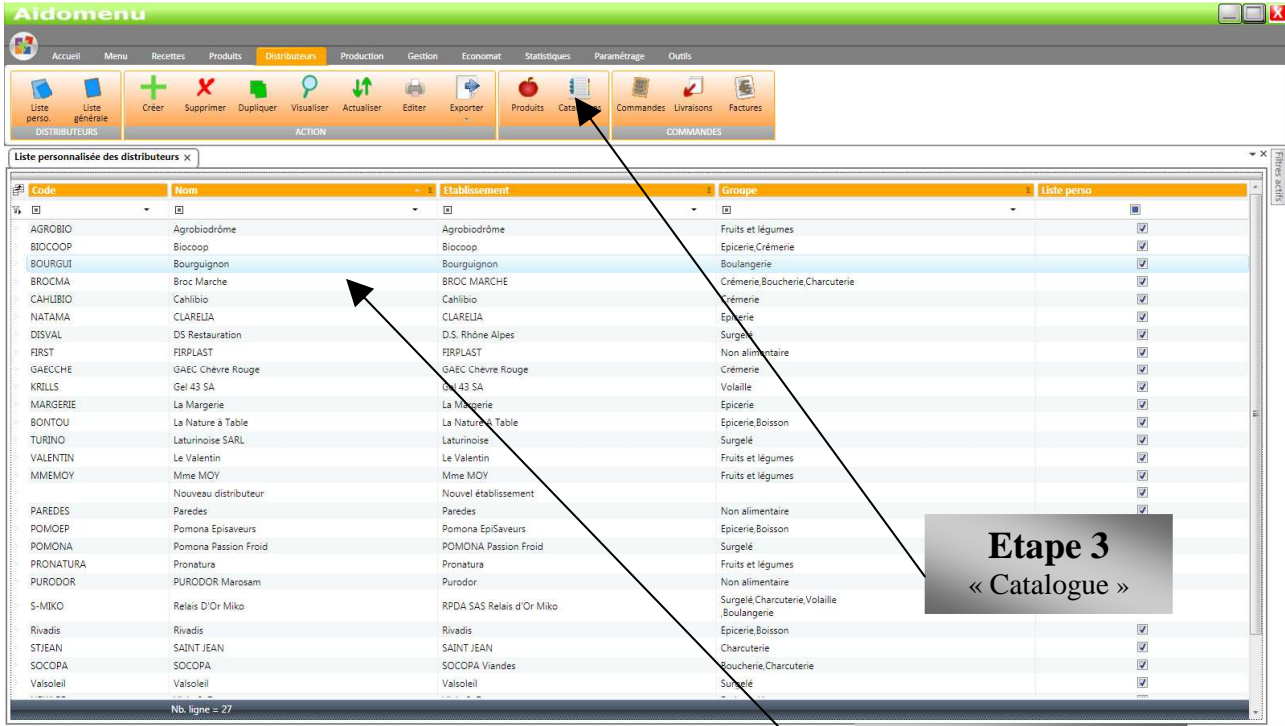 Aidomenu
Accueil Menu Recettes Produits Distributeurs Production Gestion Economat Statistiques Paramétrage Outils
Liste perso. Liste générale Créer Supprimer Dupliquer Visualiser Actualiser Editer Exporter Produits Commandes Livraisons Factures
DISTRIBUTEURS ACTION COMMANDES
Liste personnalisée des distributeurs
Filtres actifs
Code Nom Etablissement Groupe Liste perso
AGROBIO Agrobiodrôme Agrobiodrôme Fruits et légumes
BIOCOOP Biocoop Biocoop Epicerie,Crémerie
BOURGUI Bourguignon Bourguignon Boulangerie
BROCMA Broc Marche BROC MARCHE Crémerie,Boucherie,Charcuterie
CAHLIBIO Cahlibio Cahlibio Crémerie
NATAMA CLARELIA CLARELIA Epicerie
DISVAL DS Restauration D.S. Rhône Alpes Surgelé
FIRST FIRPLAST FIRPLAST Non alimentaire
GAECCHE GAEC Chèvre Rouge GAEC Chèvre Rouge Crémerie
KRILLS Gel 43 SA Gel 43 SA Volaille
MARGERIE La Margerie La Margerie Epicerie
BONTOU La Nature à Table La Nature A Table Epicerie,Boisson
TURINO Laturinoise SARL Laturinoise Surgelé
VALENTIN Le Valentin Le Valentin Fruits et légumes
MMEMOY Mme MOY Mme MOY Fruits et légumes
Nouveau distributeur Nouvel établissement
PAREDES Paredes Paredes Non alimentaire
POMOEP Pomona Episaveurs Pomona EpiSaveurs Epicerie,Boisson
POMONA Pomona Passion Froid POMONA Passion Froid Surgelé
PRONATURA Pronatura Pronatura Fruits et légumes
PURODOR PURODOR Marosam Purodor Non alimentaire
S-MIKO Relais D'Or Miko RPDA SAS Relais d'Or Miko Surgelé,Charcuterie,Volaille
,Boulangerie
Rivadis Rivadis Rivadis Epicerie,Boisson
STJEAN SAINT JEAN SAINT JEAN Charcuterie
SOCOPA SOCOPA SOCOPA Viandes Boucherie,Charcuterie
Valsoleil Valsoleil Valsoleil Surgelé
Nb. ligne = 27
Etape 3
« Catalogue »